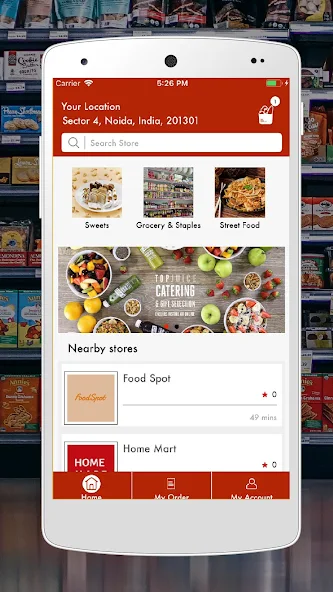 Carrier
5:26 PM
Your Location
Sector 4, Noida, India, 201301
1
Search Store
Sweets
Grocery & Staples
Street Food
TOPJUICE
CATERING
& GIFT SELECTION
Nearby stores
Food Spot
FoodSpot
★ 0
49 mins
Home Mart
HOME
MART
★ 0
Home
My Order
My Account